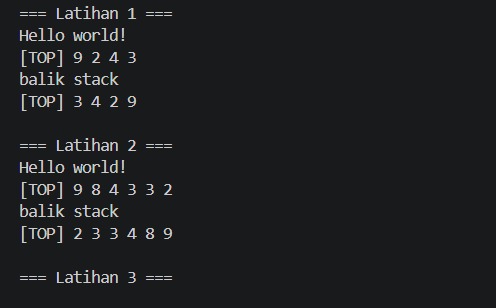 === Latihan 1 ===
Hello world!
[TOP] 9 2 4 3
balik stack
[TOP] 3 4 2 9
=== Latihan 2 ===
Hello world!
[TOP] 9 8 4 3 3 2
balik stack
[TOP] 2 3 3 4 8 9
=== Latihan 3 ===